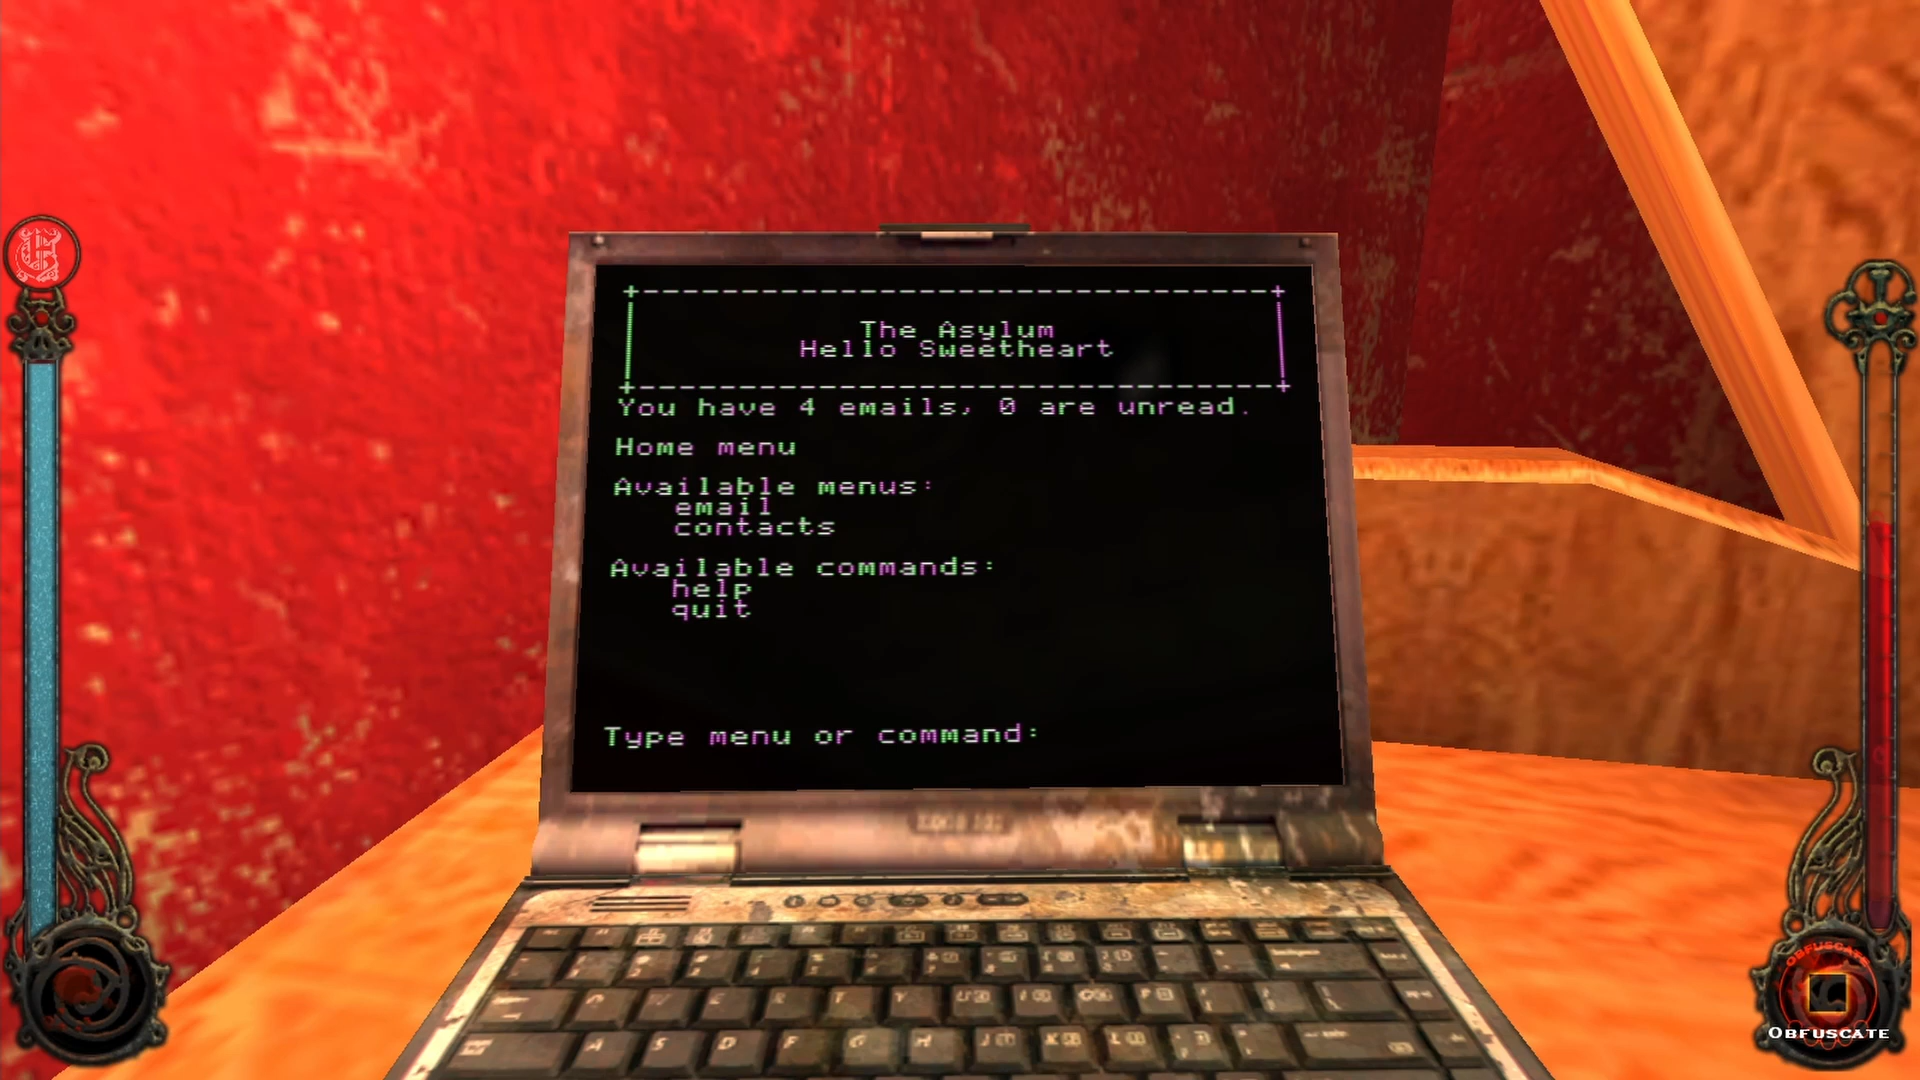 The Asylum
Hello Sweetheart
You have 4 emails, 0 are unread.
Home menu
Available menus:
email
contacts
Available commands:
help
quit
Type menu or command:
OBFUSCATE
OBFUSCATE